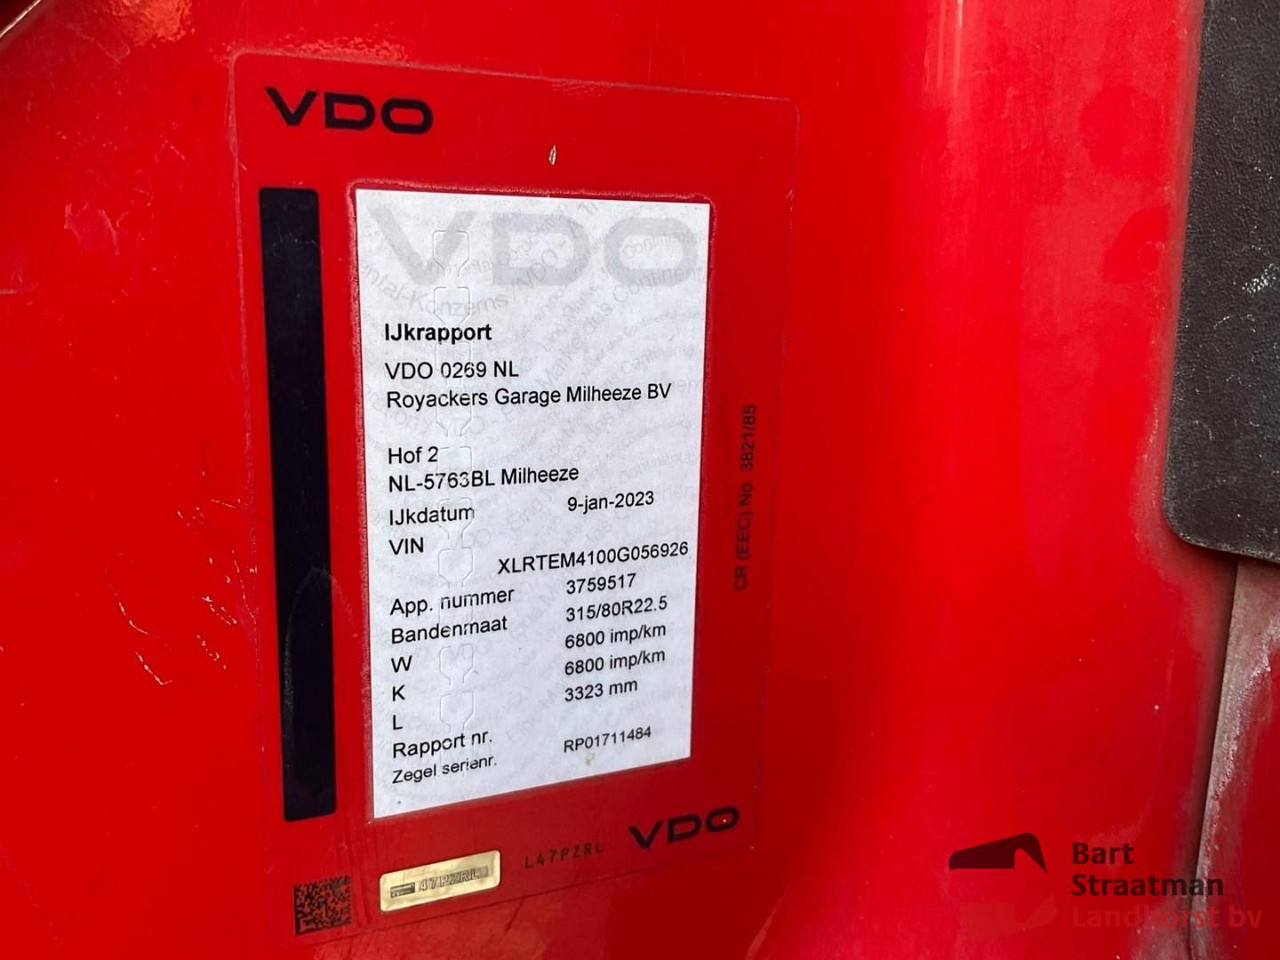 VDO
VDO
IJkrapport
VDO 0269 NL
Royackers Garage Milheeze BV
Hof 2
NL-5763BL Milheeze
IJkdatum 9-jan-2023
VIN
XLRTEM4100G056926
App. nummer 3759517
Bandenmaat 315/80R22.5
W 6800 imp/km
K 6800 imp/km
L 3323 mm
Rapport nr.
Zegel serienr. RP01711484
CR (EEC) No. 3821/85
VDO
47PZRL
L47PZRL
Bart
Straatman
Landhorst bv